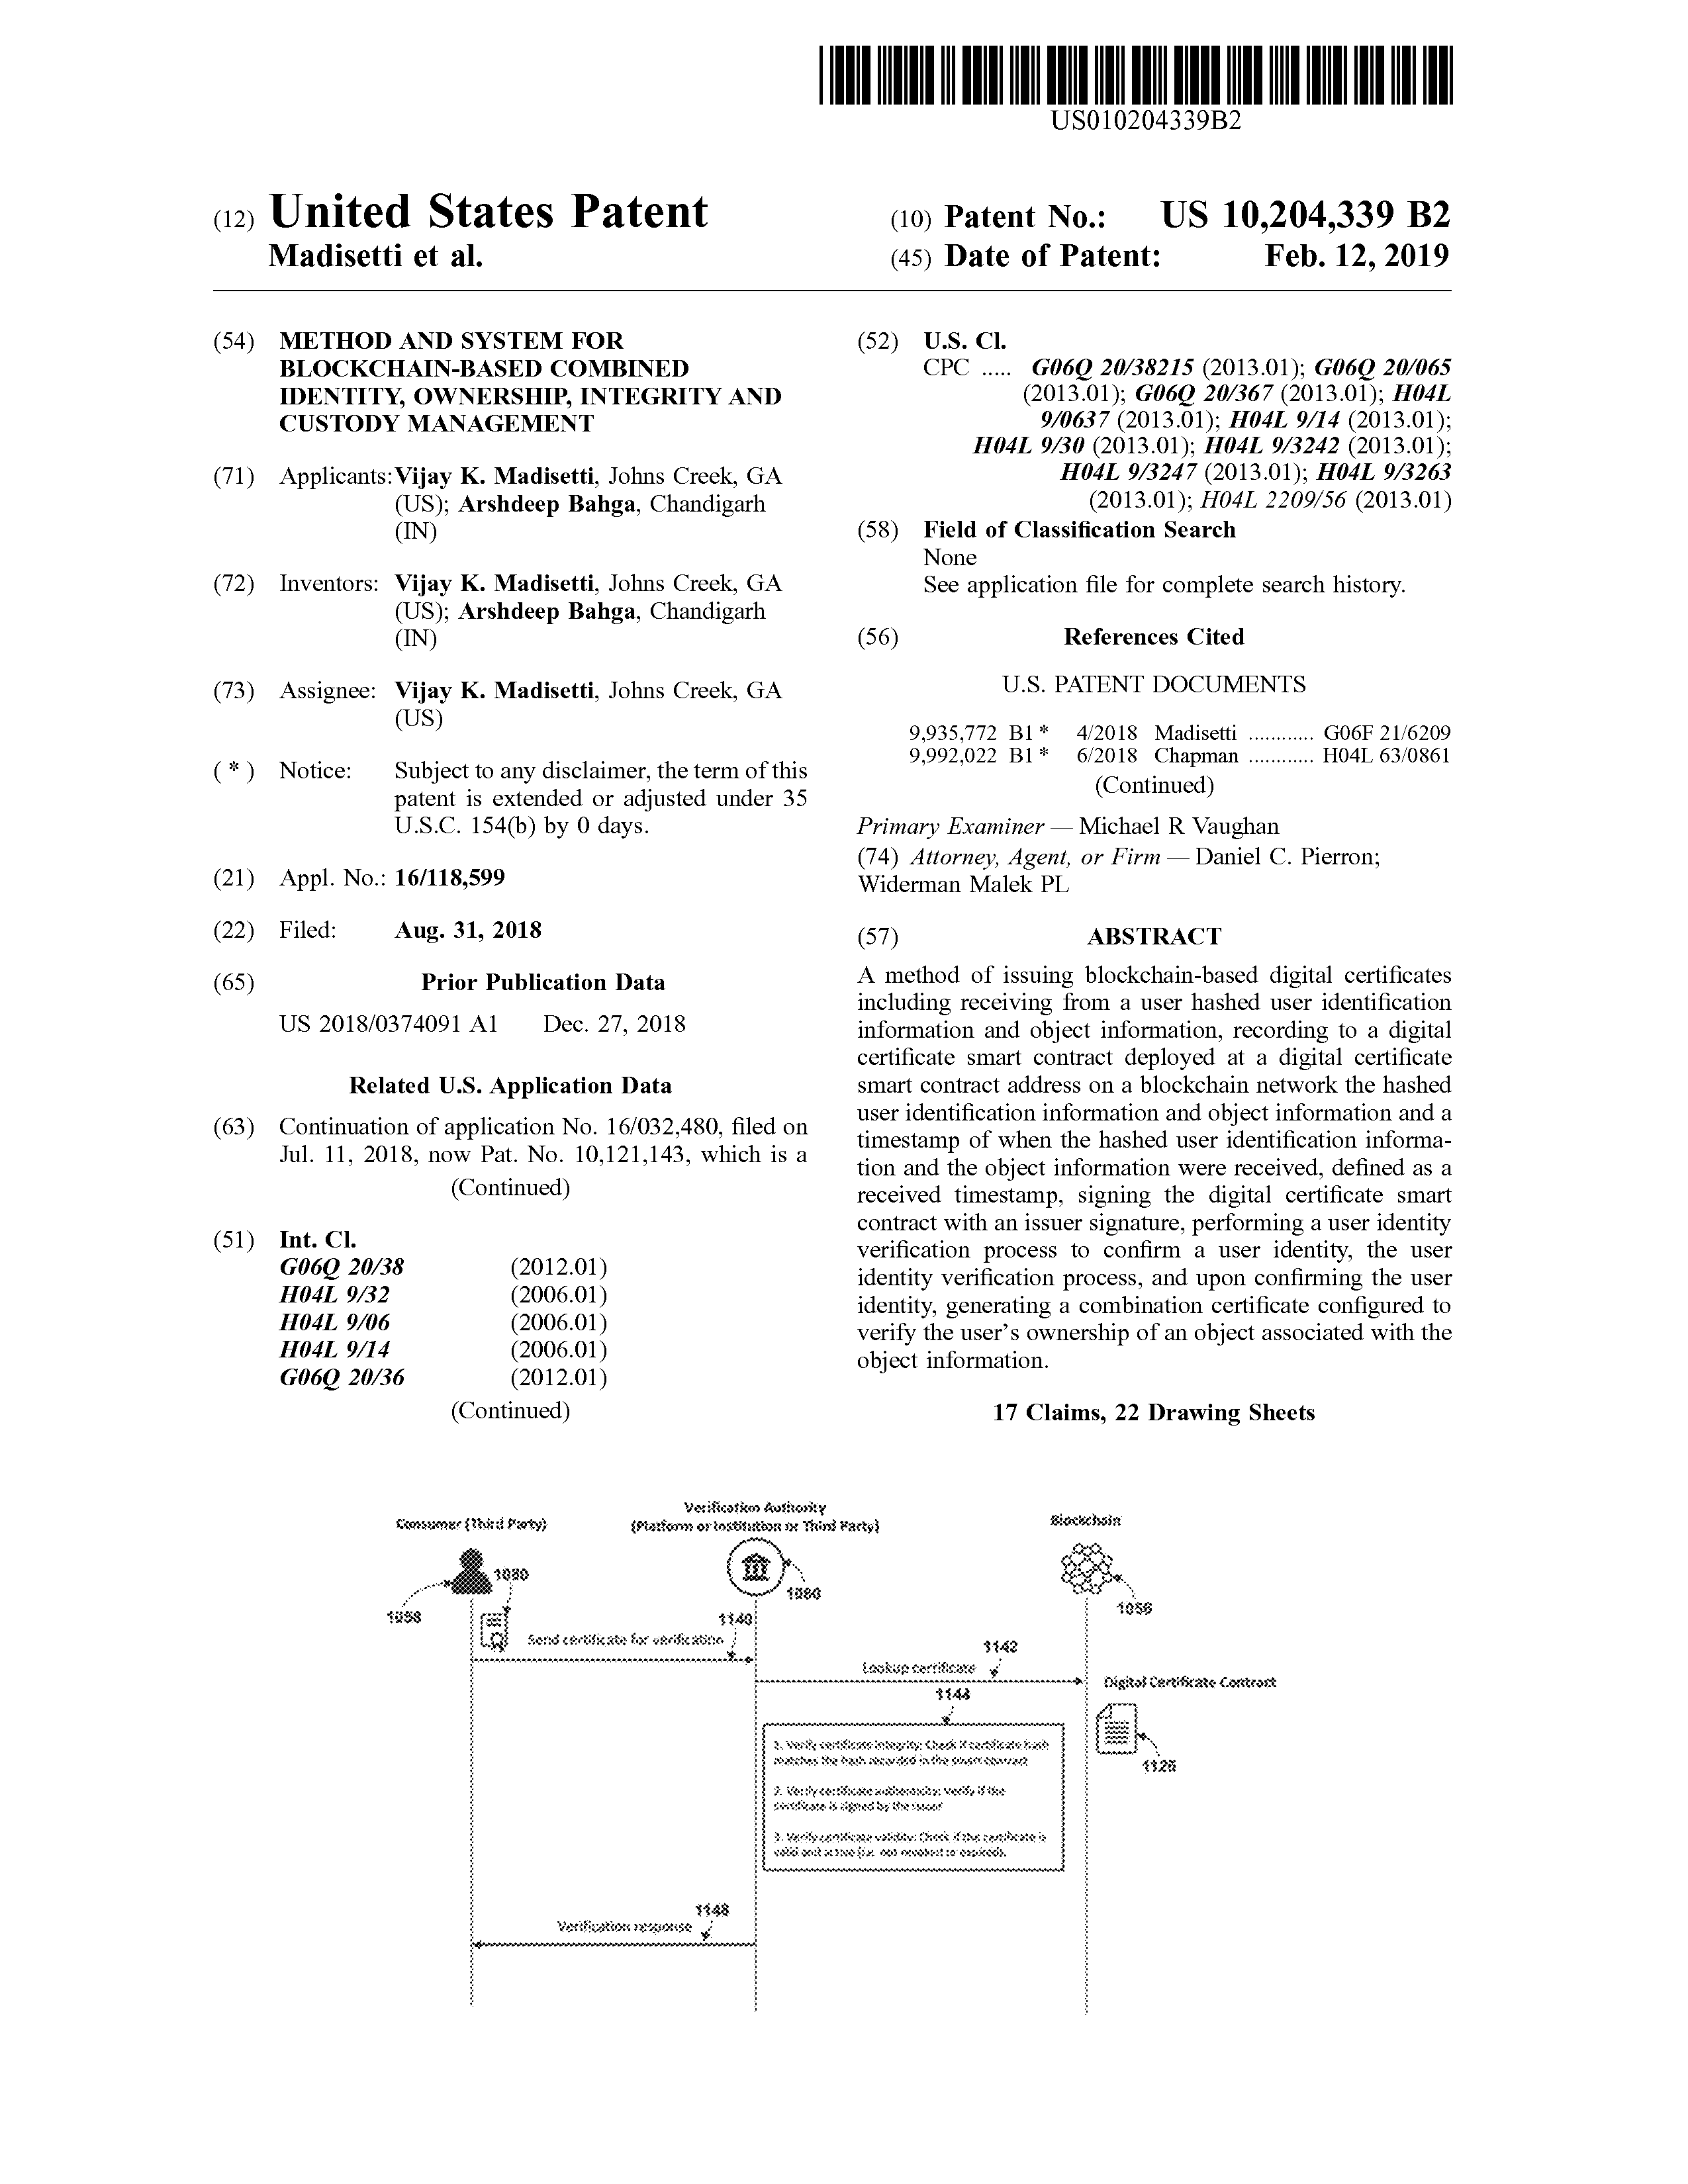 US010204339B2
(12) United States Patent
Madisetti et al.
(10) Patent No.: US 10,204,339 B2
(45) Date of Patent: Feb. 12, 2019
(54) METHOD AND SYSTEM FOR
BLOCKCHAIN-BASED COMBINED
IDENTITY, OWNERSHIP, INTEGRITY AND
CUSTODY MANAGEMENT
(71) Applicants: Vijay K. Madisetti, Johns Creek, GA
(US); Arshdeep Bahga, Chandigarh
(IN)
(72) Inventors: Vijay K. Madisetti, Johns Creek, GA
(US); Arshdeep Bahga, Chandigarh
(IN)
(73) Assignee: Vijay K. Madisetti, Johns Creek, GA
(US)
( * ) Notice: Subject to any disclaimer, the term of this
patent is extended or adjusted under 35
U.S.C. 154(b) by 0 days.
(21) Appl. No.: 16/118,599
(22) Filed: Aug. 31, 2018
(65) Prior Publication Data
US 2018/0374091 A1 Dec. 27, 2018
Related U.S. Application Data
(63) Continuation of application No. 16/032,480, filed on
Jul. 11, 2018, now Pat. No. 10,121,143, which is a
(Continued)
(51) Int. Cl.
G06Q 20/38 (2012.01)
H04L 9/32 (2006.01)
H04L 9/06 (2006.01)
H04L 9/14 (2006.01)
G06Q 20/36 (2012.01)
(Continued)
(52) U.S. Cl.
CPC ..... G06Q 20/38215 (2013.01); G06Q 20/065
(2013.01); G06Q 20/367 (2013.01); H04L
9/0637 (2013.01); H04L 9/14 (2013.01);
H04L 9/30 (2013.01); H04L 9/3242 (2013.01);
H04L 9/3247 (2013.01); H04L 9/3263
(2013.01); H04L 2209/56 (2013.01)
(58) Field of Classification Search
None
See application file for complete search history.
(56) References Cited
U.S. PATENT DOCUMENTS
9,935,772 B1 * 4/2018 Madisetti ............ G06F 21/6209
9,992,022 B1 * 6/2018 Chapman ............ H04L 63/0861
(Continued)
Primary Examiner — Michael R Vaughan
(74) Attorney, Agent, or Firm — Daniel C. Pierron;
Widerman Malek PL
(57) ABSTRACT
A method of issuing blockchain-based digital certificates
including receiving from a user hashed user identification
information and object information, recording to a digital
certificate smart contract deployed at a digital certificate
smart contract address on a blockchain network the hashed
user identification information and object information and a
timestamp of when the hashed user identification informa-
tion and the object information were received, defined as a
received timestamp, signing the digital certificate smart
contract with an issuer signature, performing a user identity
verification process to confirm a user identity, the user
identity verification process, and upon confirming the user
identity, generating a combination certificate configured to
verify the user's ownership of an object associated with the
object information.
17 Claims, 22 Drawing Sheets
Verification Authority
Consumer (Third Party) (Platform or Institution or Third Party) Blockchain
1080
1058
1056
1140
Send certificate for verification
1142
Lookup certificate
Digital Certificate Contract
1. Verify certificate integrity: Check if certificate hash
matches the hash recorded in the smart contract
2. Verify certificate authenticity: verify if the
certificate is signed by the issuer
3. Verify certificate validity: Check if the certificate is
valid and active (i.e. not revoked or expired).
1148
Verification response